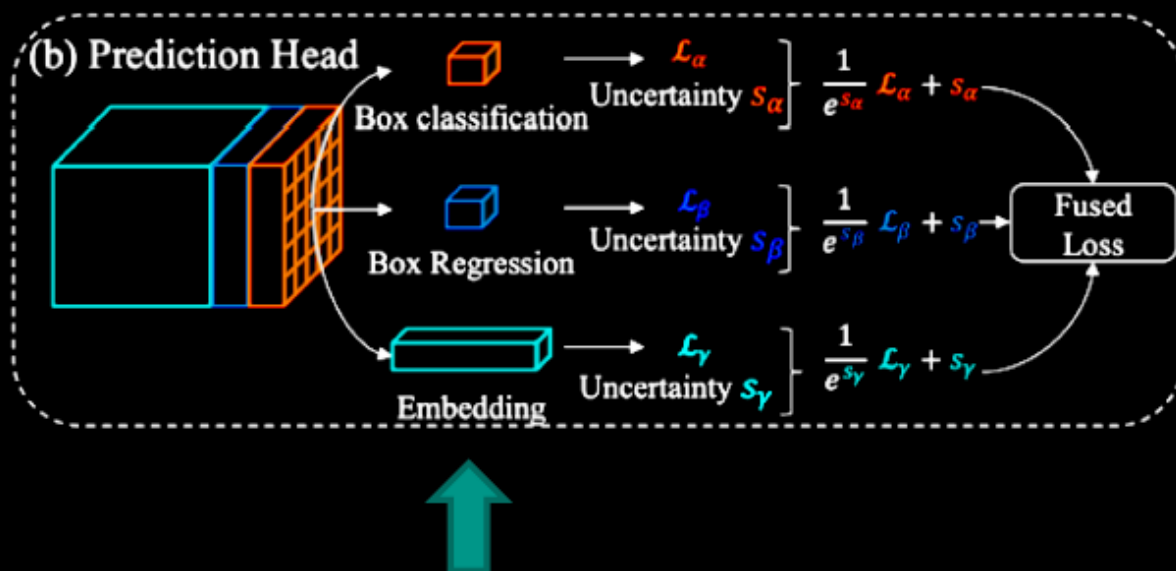 (b) Prediction Head
Box classification
ℒα
Uncertainty sα
1/e^sα ℒα + sα
Box Regression
ℒβ
Uncertainty sβ
1/e^sβ ℒβ + sβ
Embedding
ℒγ
Uncertainty sγ
1/e^sγ ℒγ + sγ
Fused
Loss